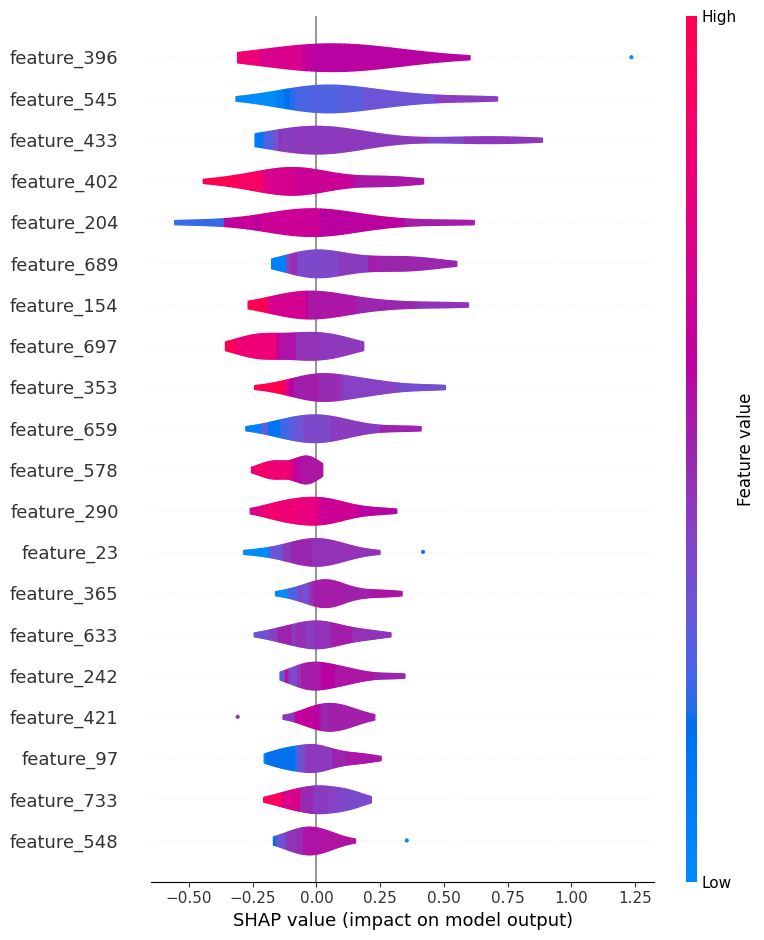 High
feature_396
feature_545
feature_433
feature_402
feature_204
feature_689
feature_154
feature_697
feature_353
feature_659
feature_578
feature_290
feature_23
feature_365
feature_633
feature_242
feature_421
feature_97
feature_733
feature_548
Feature value
Low
−0.50 −0.25 0.00 0.25 0.50 0.75 1.00 1.25
SHAP value (impact on model output)